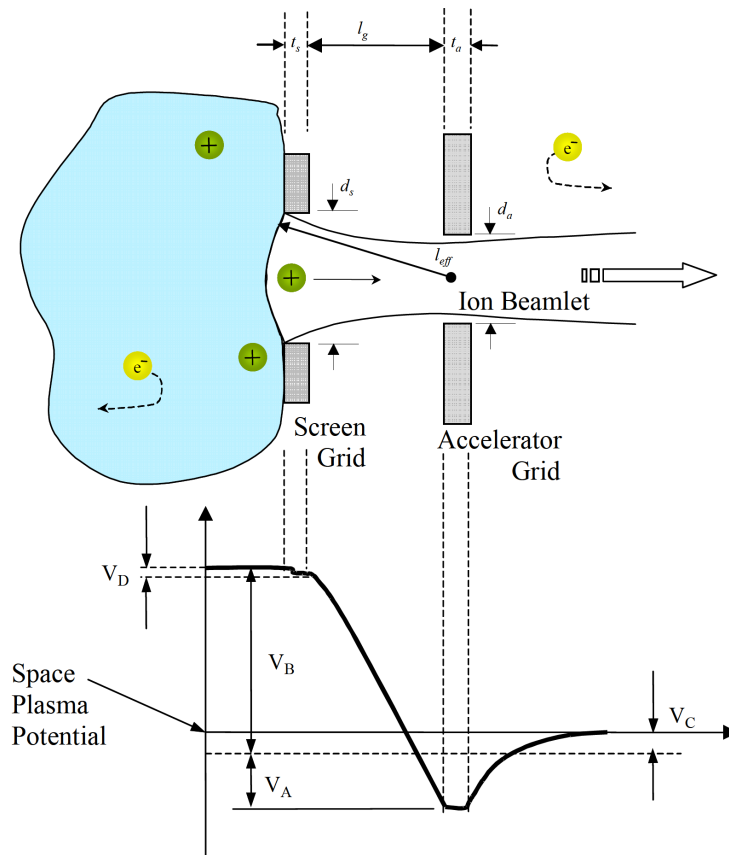 t_s
l_g
t_a
+
e⁻
d_s
d_a
l_eff
+
Ion Beamlet
+
e⁻
Screen
Grid
Accelerator
Grid
V_D
V_B
Space
Plasma
Potential
V_C
V_A